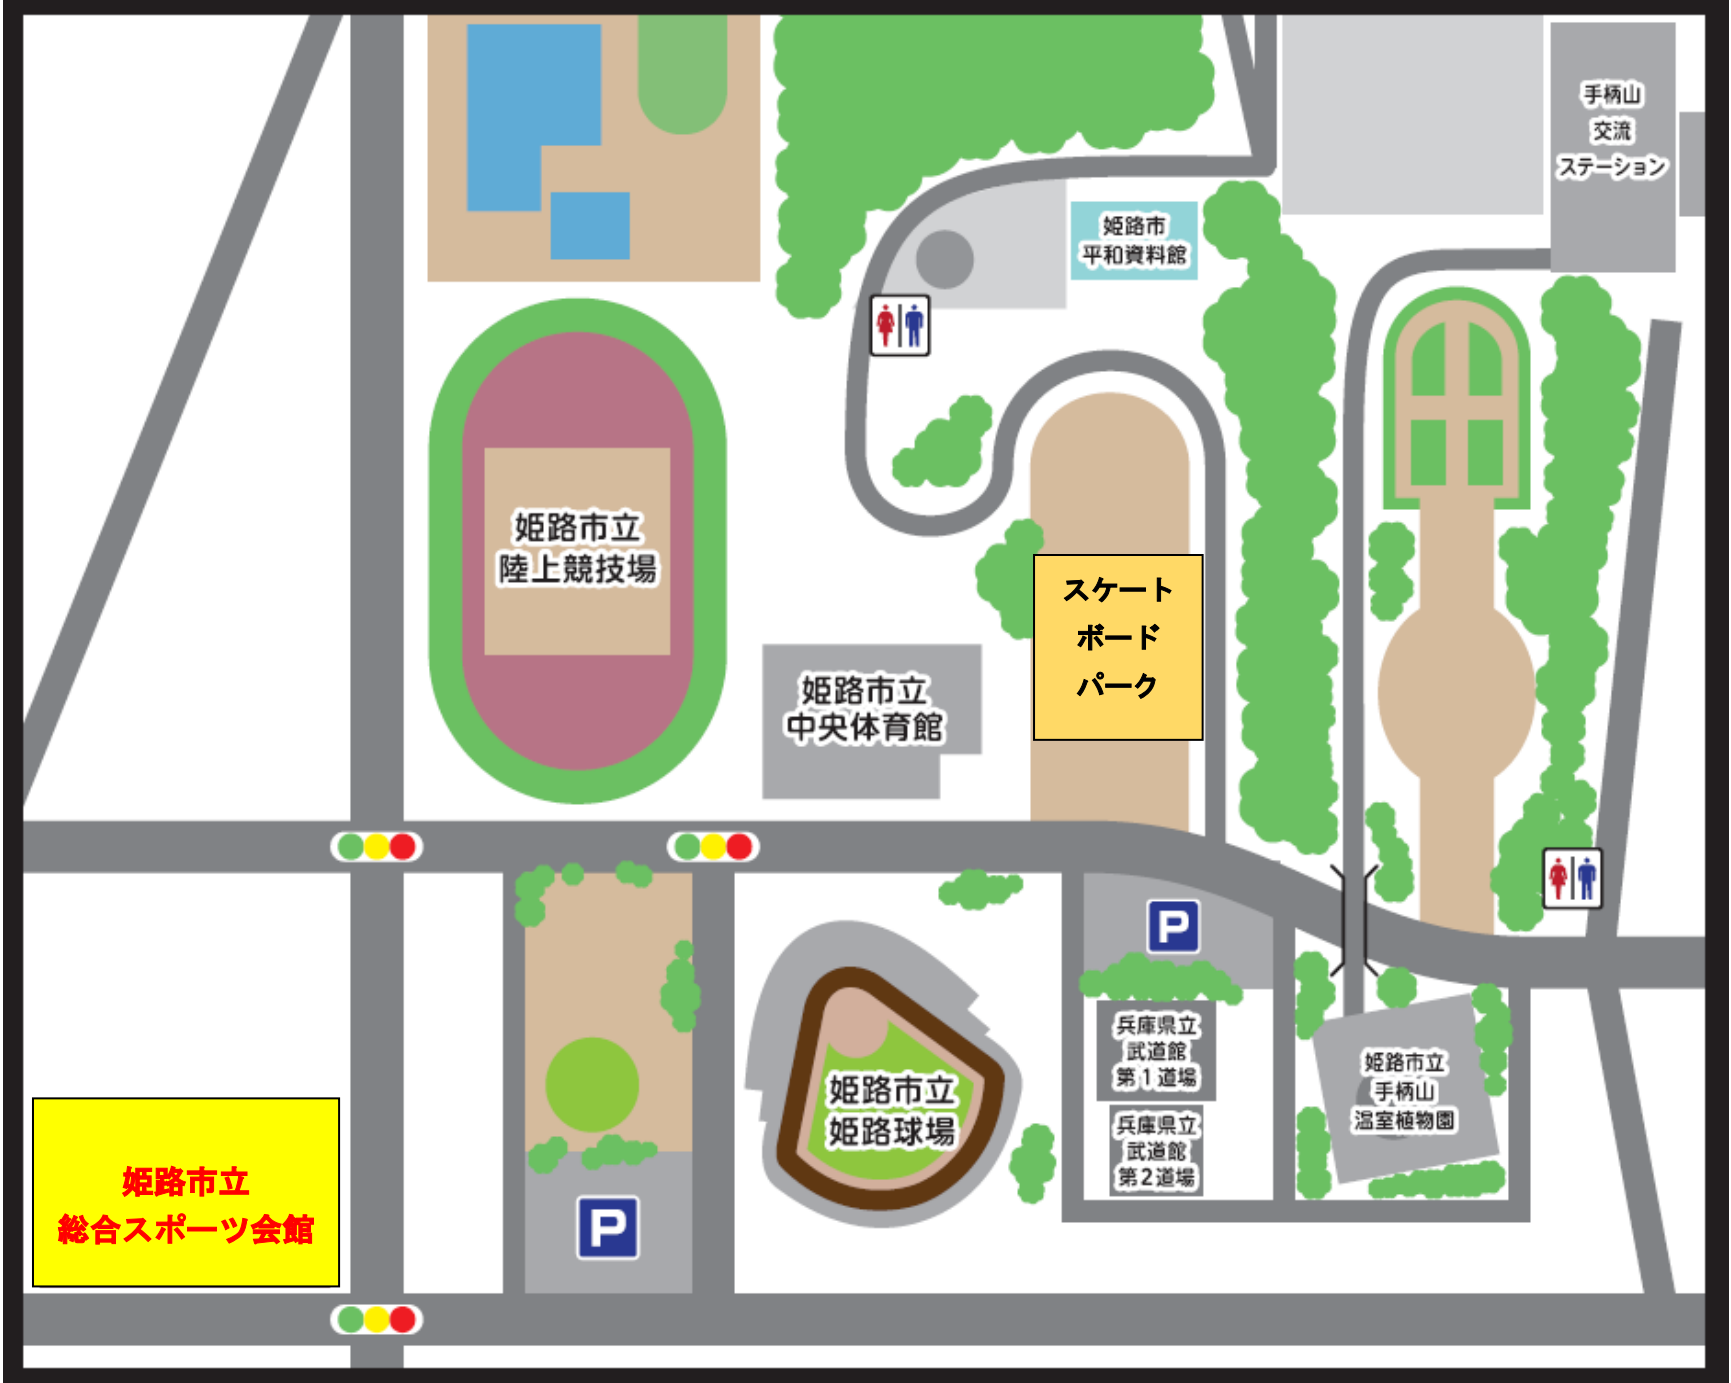 手柄山
交流
ステーション
姫路市
平和資料館
姫路市立
陸上競技場
スケート
ボード
パーク
姫路市立
中央体育館
P
兵庫県立
武道館
第1道場
兵庫県立
武道館
第2道場
姫路市立
手柄山
温室植物園
姫路市立
姫路球場
姫路市立
総合スポーツ会館
P